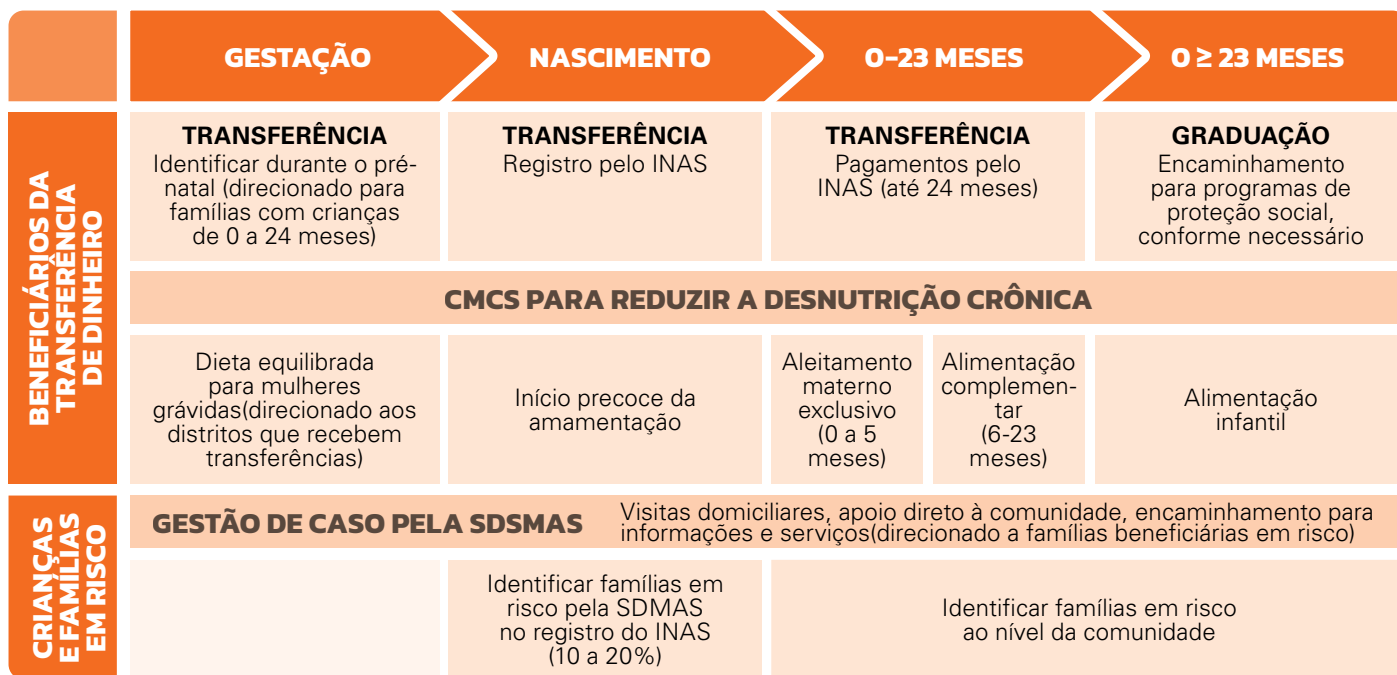 GESTAÇÃO
NASCIMENTO
0-23 MESES
0 ≥ 23 MESES
BENEFICIÁRIOS DA
TRANSFERÊNCIA
DE DINHEIRO
TRANSFERÊNCIA
Identificar durante o pré-
natal (direcionado para
famílias com crianças
de 0 a 24 meses)
TRANSFERÊNCIA
Registro pelo INAS
TRANSFERÊNCIA
Pagamentos pelo
INAS (até 24 meses)
GRADUAÇÃO
Encaminhamento
para programas de
proteção social,
conforme necessário
CMCS PARA REDUZIR A DESNUTRIÇÃO CRÔNICA
Dieta equilibrada
para mulheres
grávidas(direcionado aos
distritos que recebem
transferências)
Início precoce da
amamentação
Aleitamento
materno
exclusivo
(0 a 5
meses)
Alimentação
complemen-
tar
(6-23
meses)
Alimentação
infantil
CRIANÇAS
E FAMÍLIAS
EM RISCO
GESTÃO DE CASO PELA SDSMAS
Visitas domiciliares, apoio direto à comunidade, encaminhamento para
informações e serviços(direcionado a famílias beneficiárias em risco)
Identificar famílias em
risco pela SDMAS
no registro do INAS
(10 a 20%)
Identificar famílias em risco
ao nível da comunidade